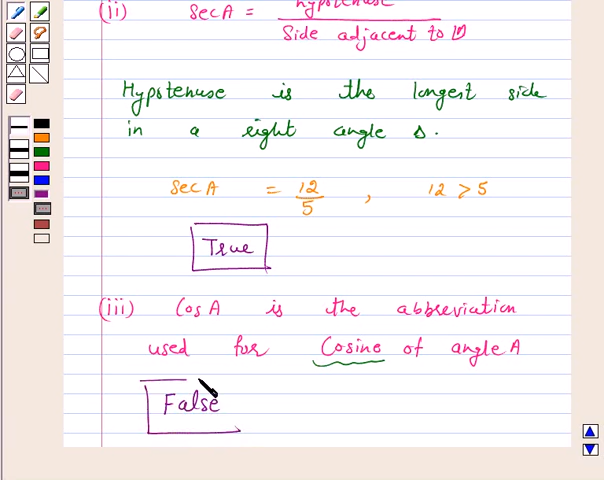 (ii) Sec A = hypotenuse
Side adjacent to
Hypotenuse is the longest side
in a right angle Δ.
Sec A = 12/5 , 12 > 5
True
(iii) Cos A is the abbreviation
used for Cosine of angle A
False